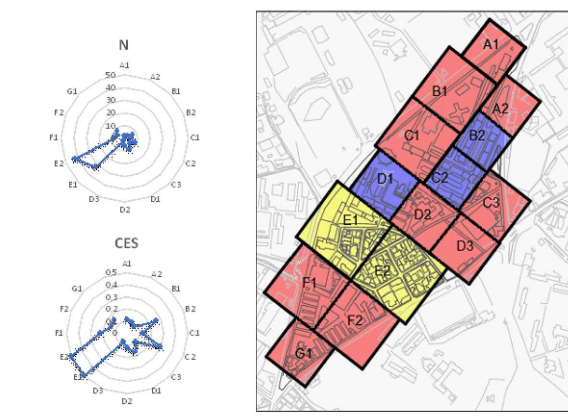 N
A1
A2
B1
B2
C1
C2
C3
D1
D2
D3
E1
E2
F1
F2
G1
50
40
30
20
10
CES
A1
A2
B1
B2
C1
C2
C3
D1
D2
D3
E1
E2
F1
F2
G1
0,5
0,4
0,3
0,2
0,1
0
A1
B1
A2
C1
B2
D1
C2
C3
E1
D2
D3
E2
F1
F2
G1